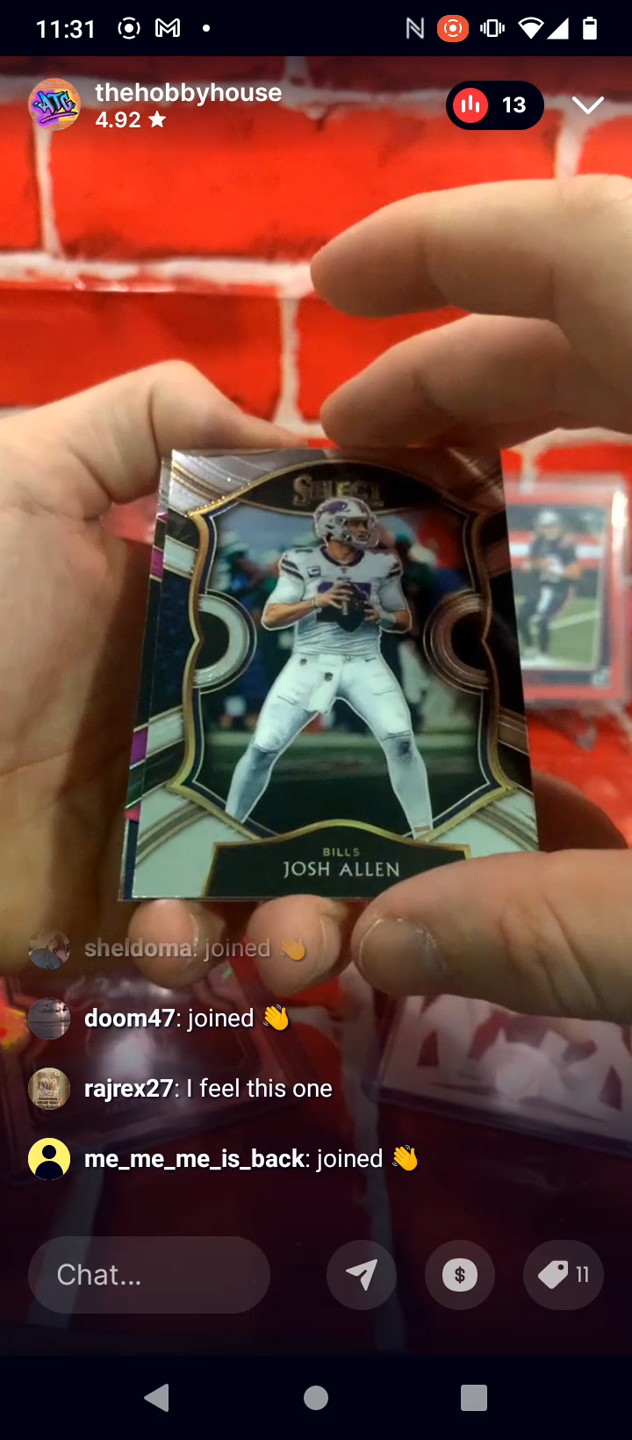 11:31
thehobbyhouse
4.92 ★
13
SELECT
BILLS
JOSH ALLEN
sheldoma: joined 👋
doom47: joined 👋
rajrex27: I feel this one
me_me_me_is_back: joined 👋
Chat...
11